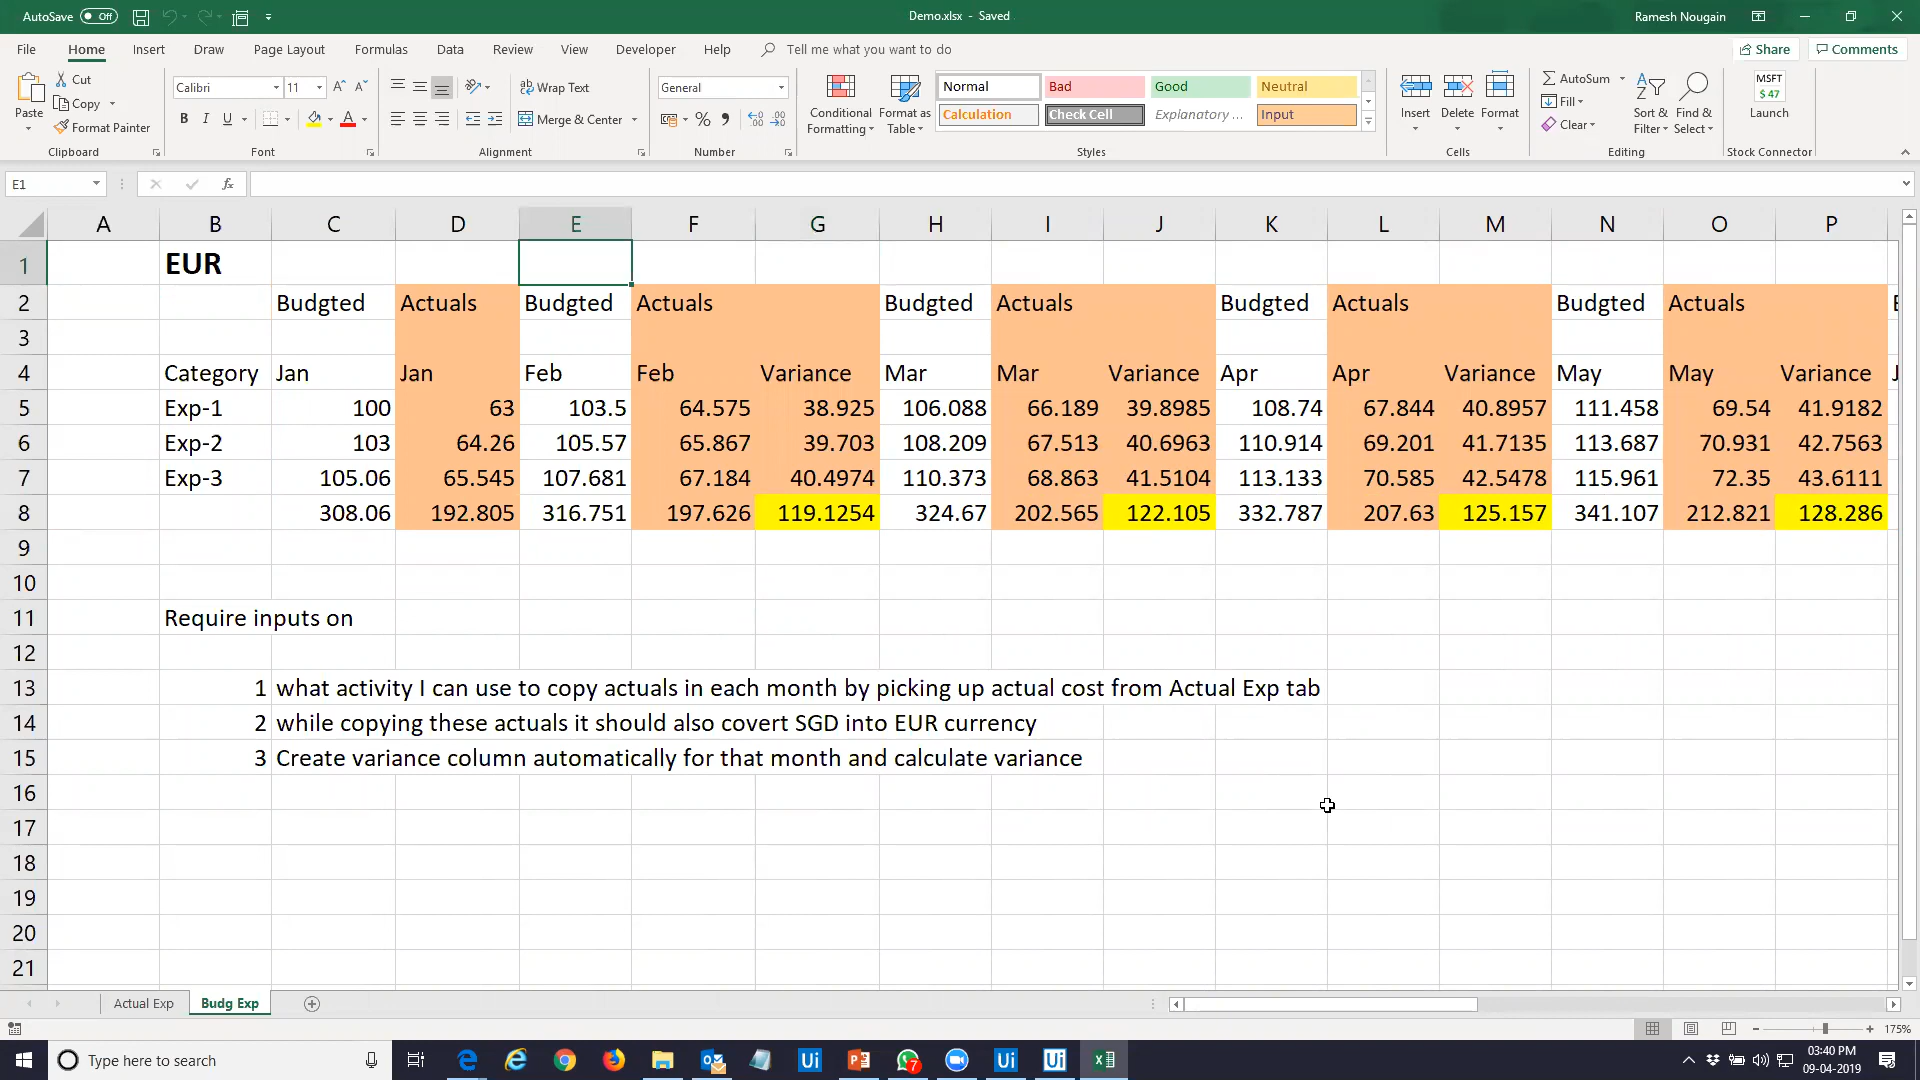 AutoSave Off Demo.xlsx - Saved Ramesh Nougain
File Home Insert Draw Page Layout Formulas Data Review View Developer Help Tell me what you want to do Share Comments
Paste Cut Copy Format Painter
Calibri 11 General
B I U
Wrap Text
Merge & Center
Conditional Formatting Format as Table
Normal Bad Good Neutral
Calculation Check Cell Explanatory ... Input
Insert Delete Format
AutoSum Fill Clear
Sort & Filter Find & Select
MSFT $ 47 Launch
Clipboard Font Alignment Number Styles Cells Editing Stock Connector
E1 fx
A B C D E F G H I J K L M N O P
1 EUR
2 Budgted Actuals Budgted Actuals Budgted Actuals Budgted Actuals Budgted Actuals
3
4 Category Jan Jan Feb Feb Variance Mar Mar Variance Apr Apr Variance May May Variance
5 Exp-1 100 63 103.5 64.575 38.925 106.088 66.189 39.8985 108.74 67.844 40.8957 111.458 69.54 41.9182
6 Exp-2 103 64.26 105.57 65.867 39.703 108.209 67.513 40.6963 110.914 69.201 41.7135 113.687 70.931 42.7563
7 Exp-3 105.06 65.545 107.681 67.184 40.4974 110.373 68.863 41.5104 113.133 70.585 42.5478 115.961 72.35 43.6111
8 308.06 192.805 316.751 197.626 119.1254 324.67 202.565 122.105 332.787 207.63 125.157 341.107 212.821 128.286
9
10
11 Require inputs on
12
13 1 what activity I can use to copy actuals in each month by picking up actual cost from Actual Exp tab
14 2 while copying these actuals it should also covert SGD into EUR currency
15 3 Create variance column automatically for that month and calculate variance
16
17
18
19
20
21
Actual Exp Budg Exp
175%
Type here to search
03:40 PM
09-04-2019